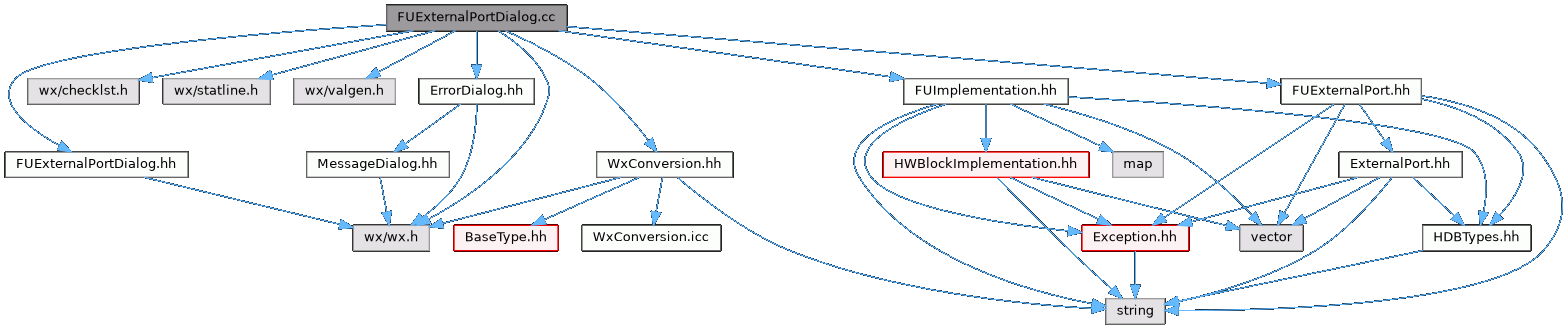 FUExternalPortDialog.cc
wx/checklst.h
wx/statline.h
wx/valgen.h
ErrorDialog.hh
FUImplementation.hh
FUExternalPort.hh
FUExternalPortDialog.hh
MessageDialog.hh
WxConversion.hh
HWBlockImplementation.hh
map
ExternalPort.hh
wx/wx.h
BaseType.hh
WxConversion.icc
Exception.hh
vector
HDBTypes.hh
string